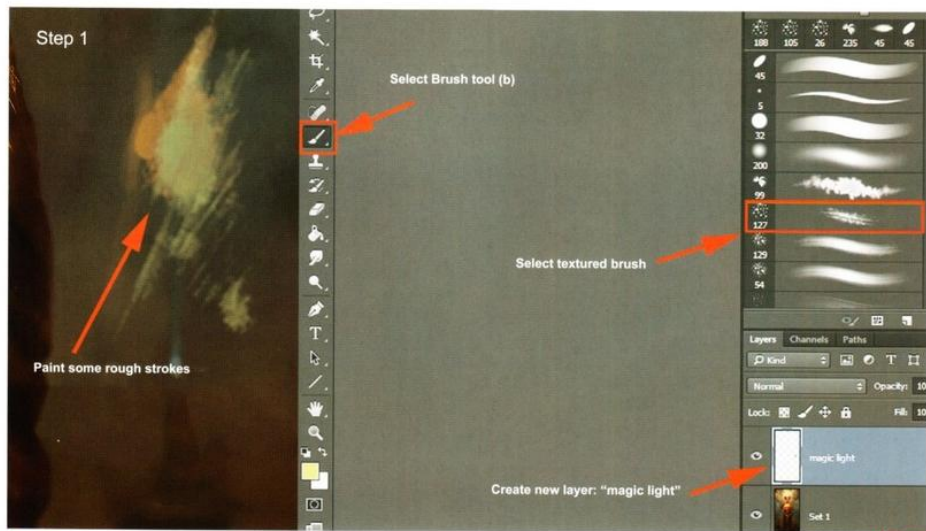 Step 1
Select Brush tool (b)
Paint some rough strokes
188 105 26 235 45 45
45
5
32
200
99
127
Select textured brush
129
54
Layers Channels Paths
Kind
Normal Opacity: 10
Lock: Fill: 10
magic light
Create new layer: “magic light”
Set 1
T
T